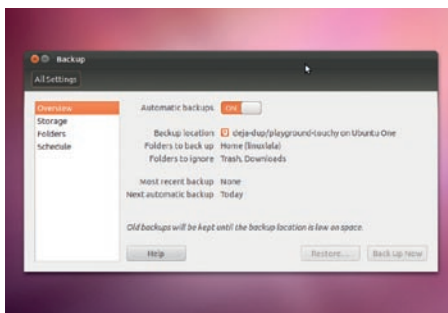 Backup
All Settings
Overview
Storage
Folders
Schedule
Automatic backups ON
Backup location deja-dup/playground-touchy on Ubuntu One
Folders to back up Home (linuxlala)
Folders to ignore Trash, Downloads
Most recent backup None
Next automatic backup Today
Old backups will be kept until the backup location is low on space.
Help Restore... Back Up Now